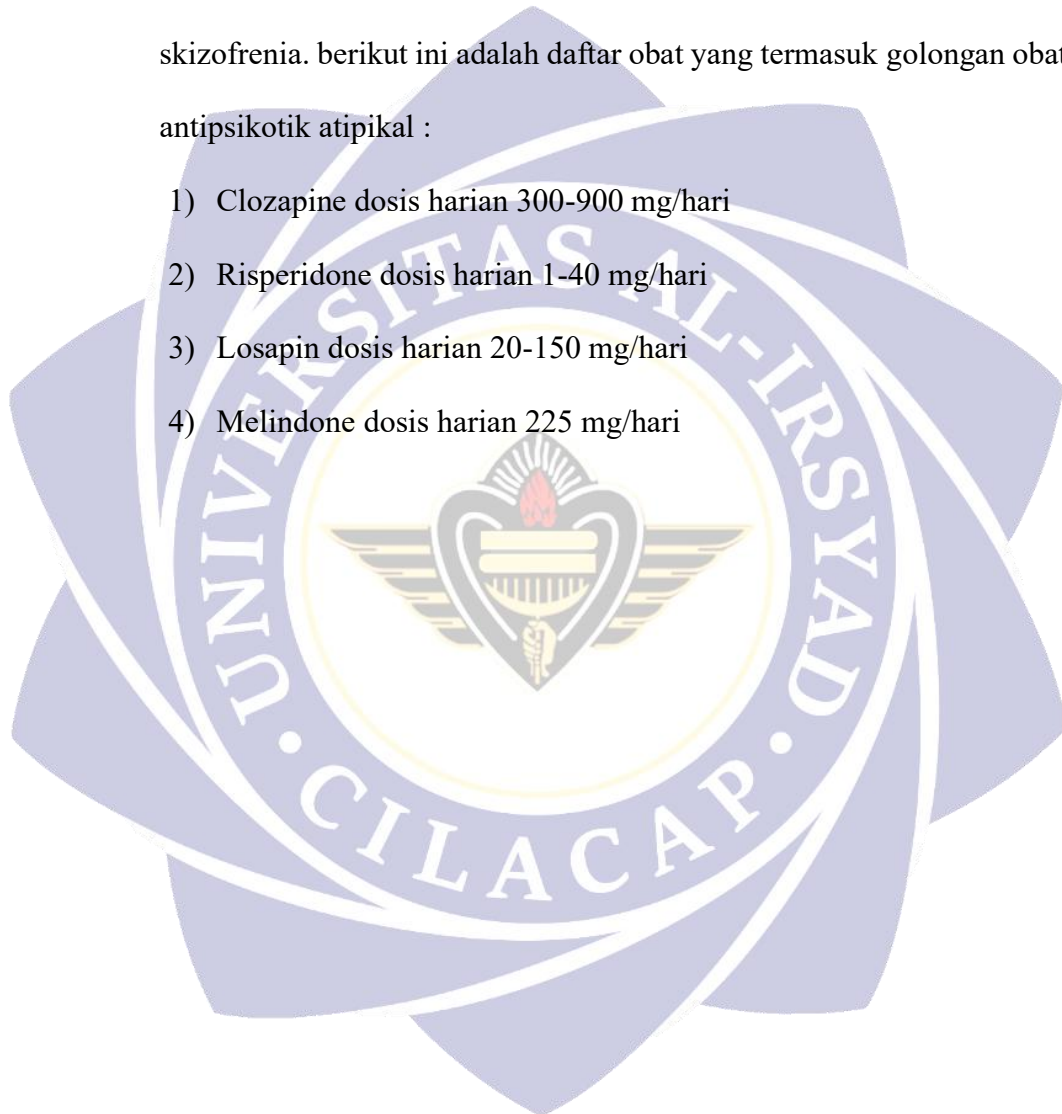 skizofrenia. berikut ini adalah daftar obat yang termasuk golongan obat
antipsikotik atipikal :
1) Clozapine dosis harian 300-900 mg/hari
2) Risperidone dosis harian 1-40 mg/hari
3) Losapin dosis harian 20-150 mg/hari
4) Melindone dosis harian 225 mg/hari
UNIVERSITAS AL-IRSYAD
CILACAP